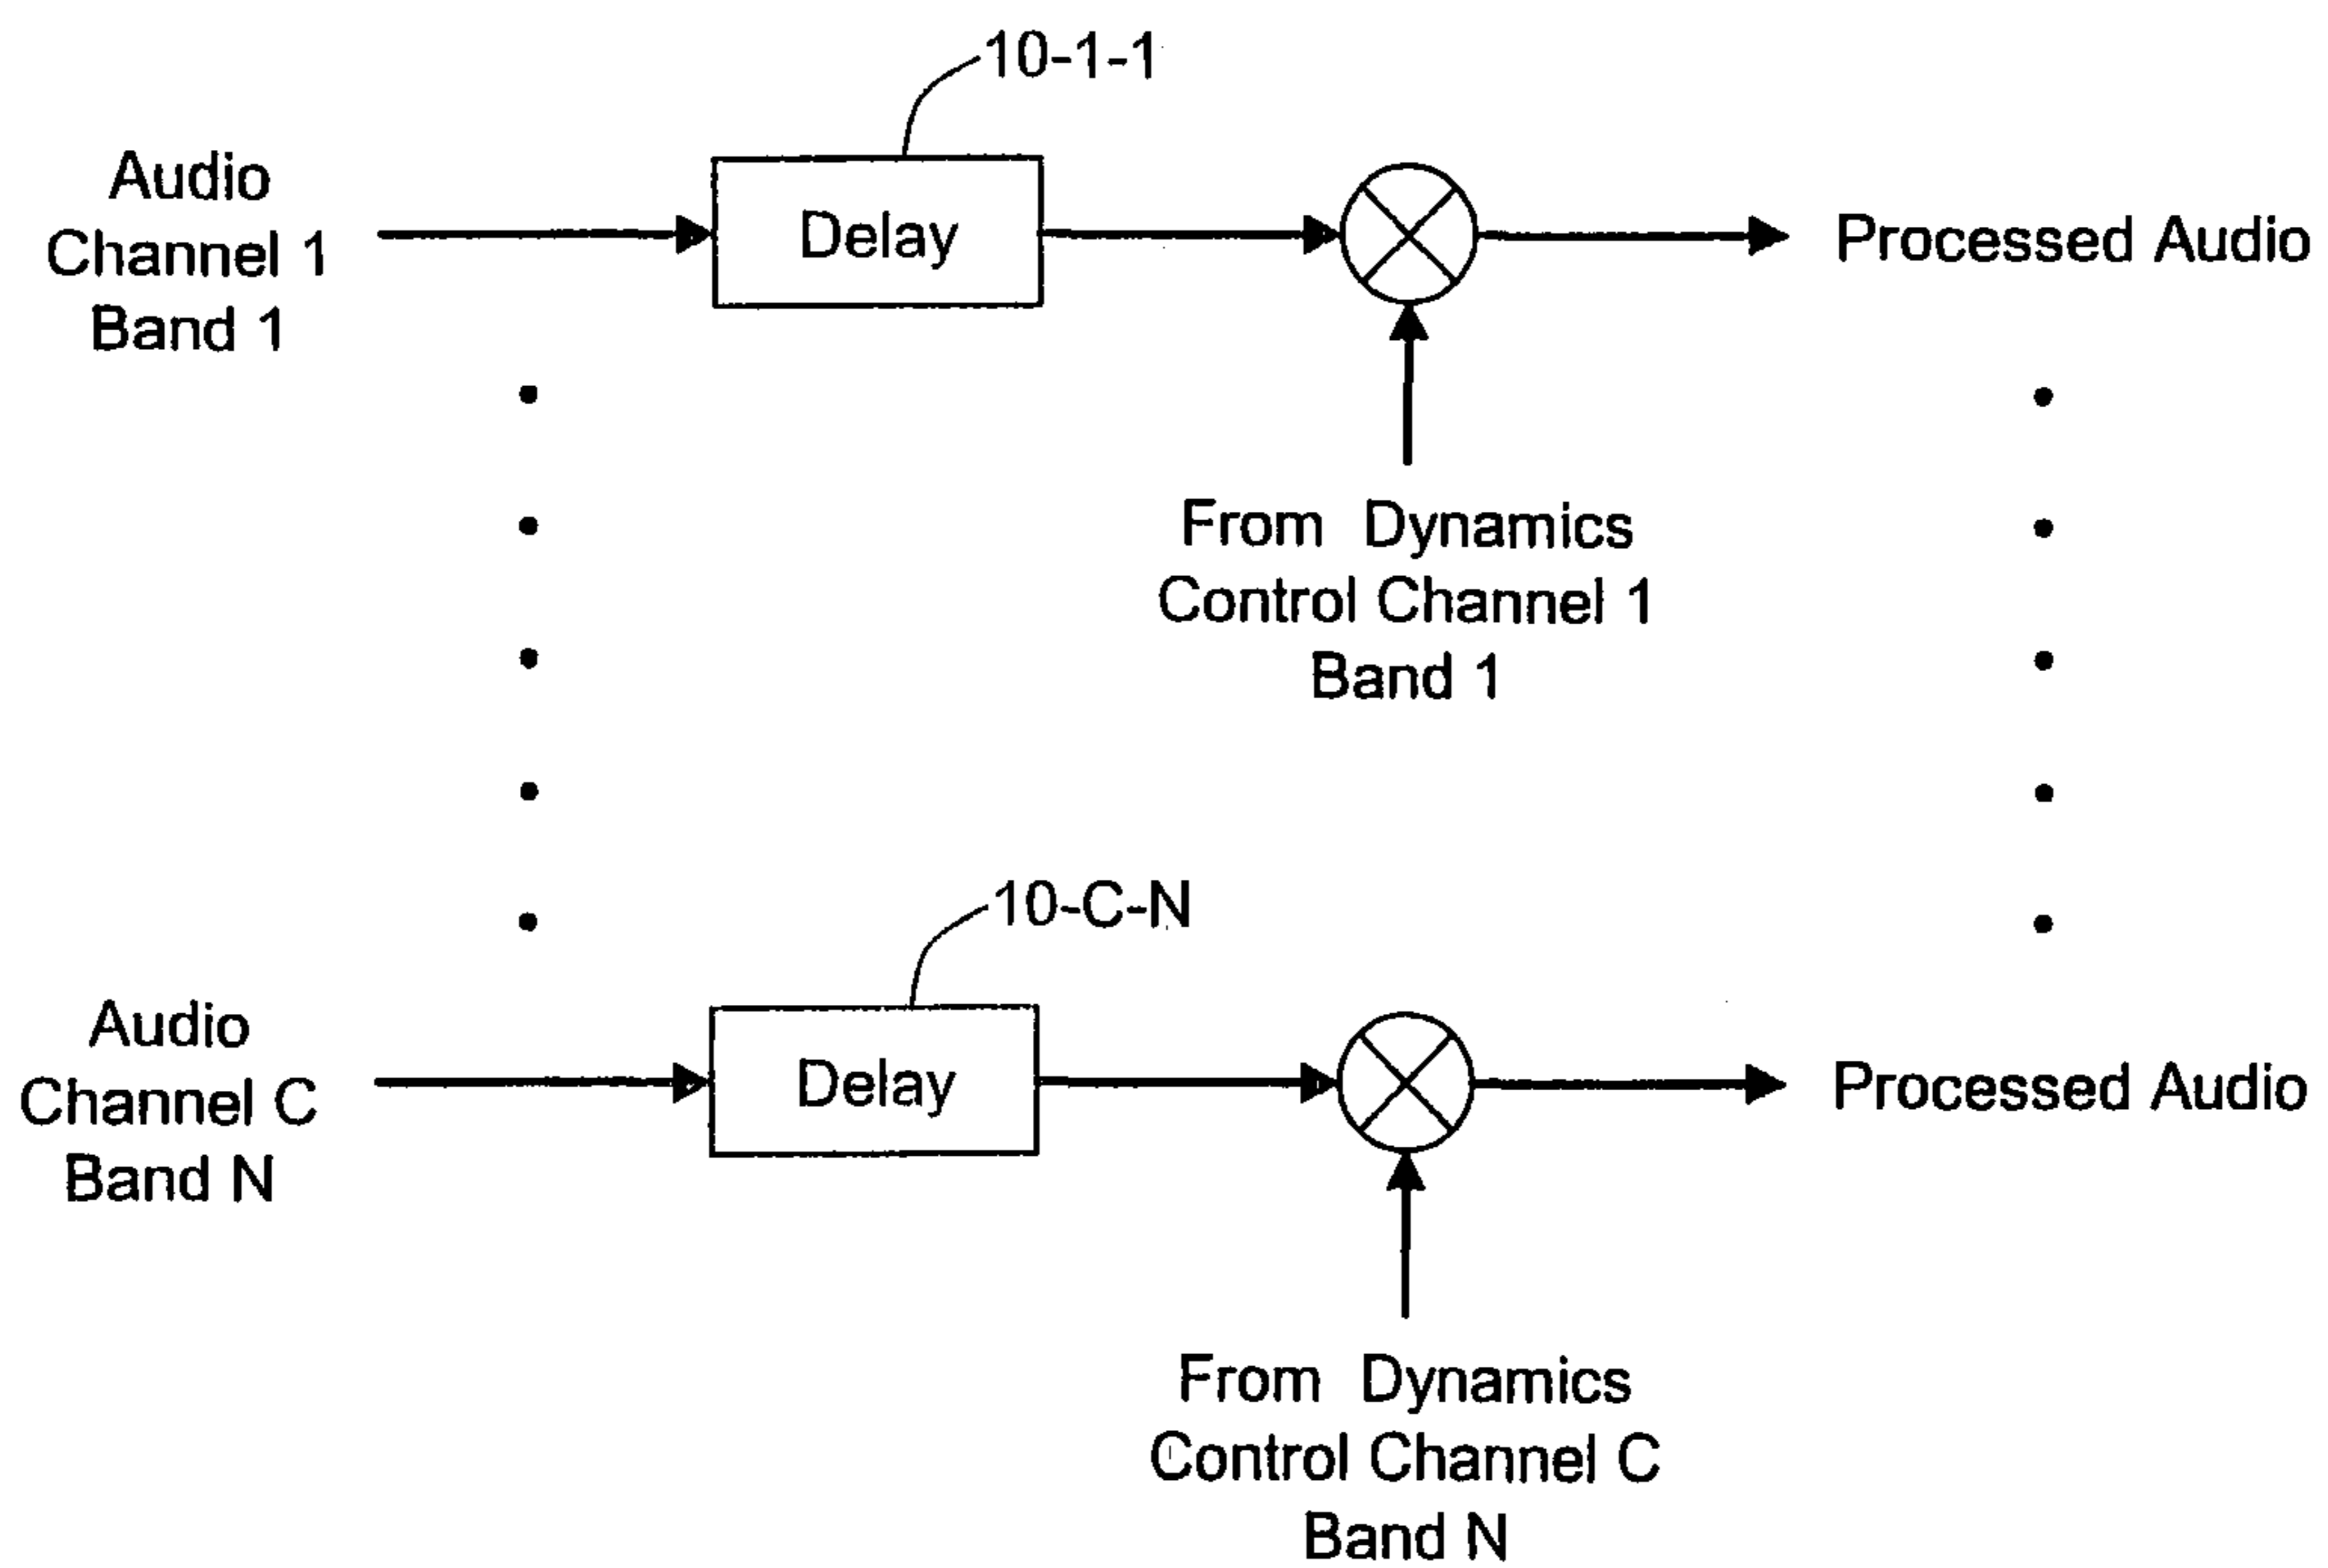 10-1-1
Audio
Channel 1
Band 1
Delay
Processed Audio
From Dynamics
Control Channel 1
Band 1
10-C-N
Audio
Channel C
Band N
Delay
Processed Audio
From Dynamics
Control Channel C
Band N